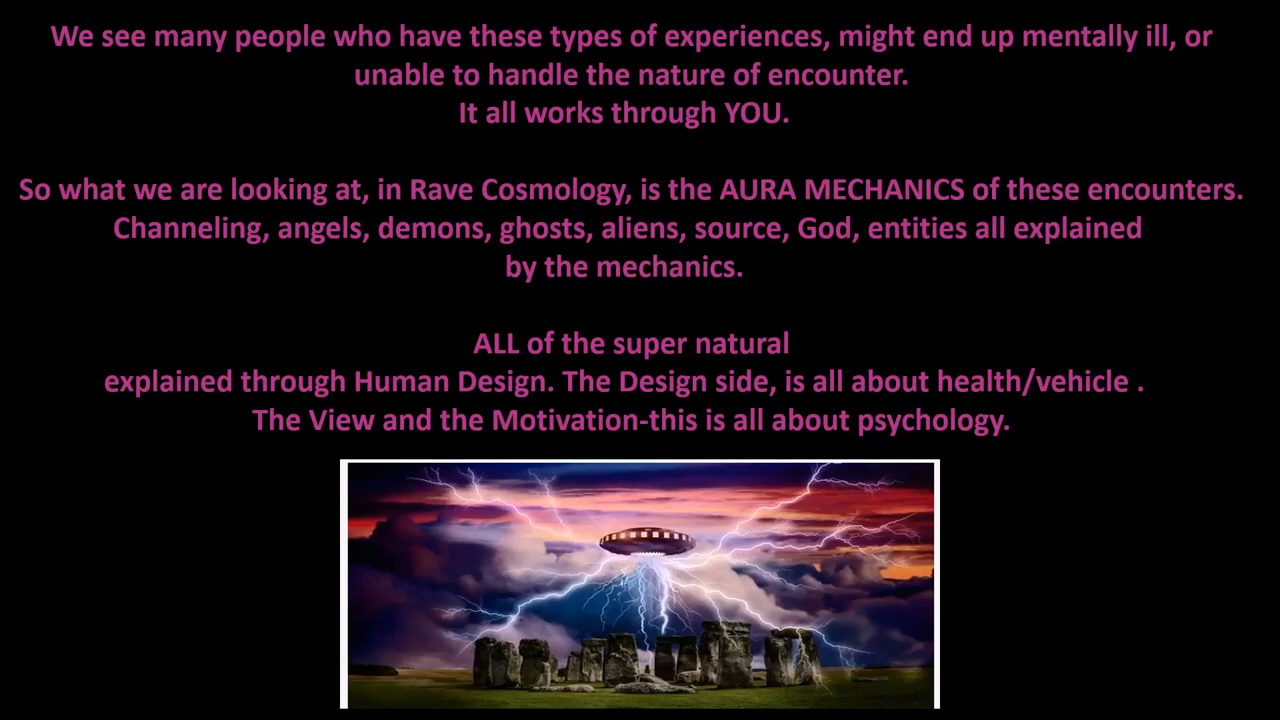 We see many people who have these types of experiences, might end up mentally ill, or
unable to handle the nature of encounter.
It all works through YOU.
So what we are looking at, in Rave Cosmology, is the AURA MECHANICS of these encounters.
Channeling, angels, demons, ghosts, aliens, source, God, entities all explained
by the mechanics.
ALL of the super natural
explained through Human Design. The Design side, is all about health/vehicle .
The View and the Motivation-this is all about psychology.